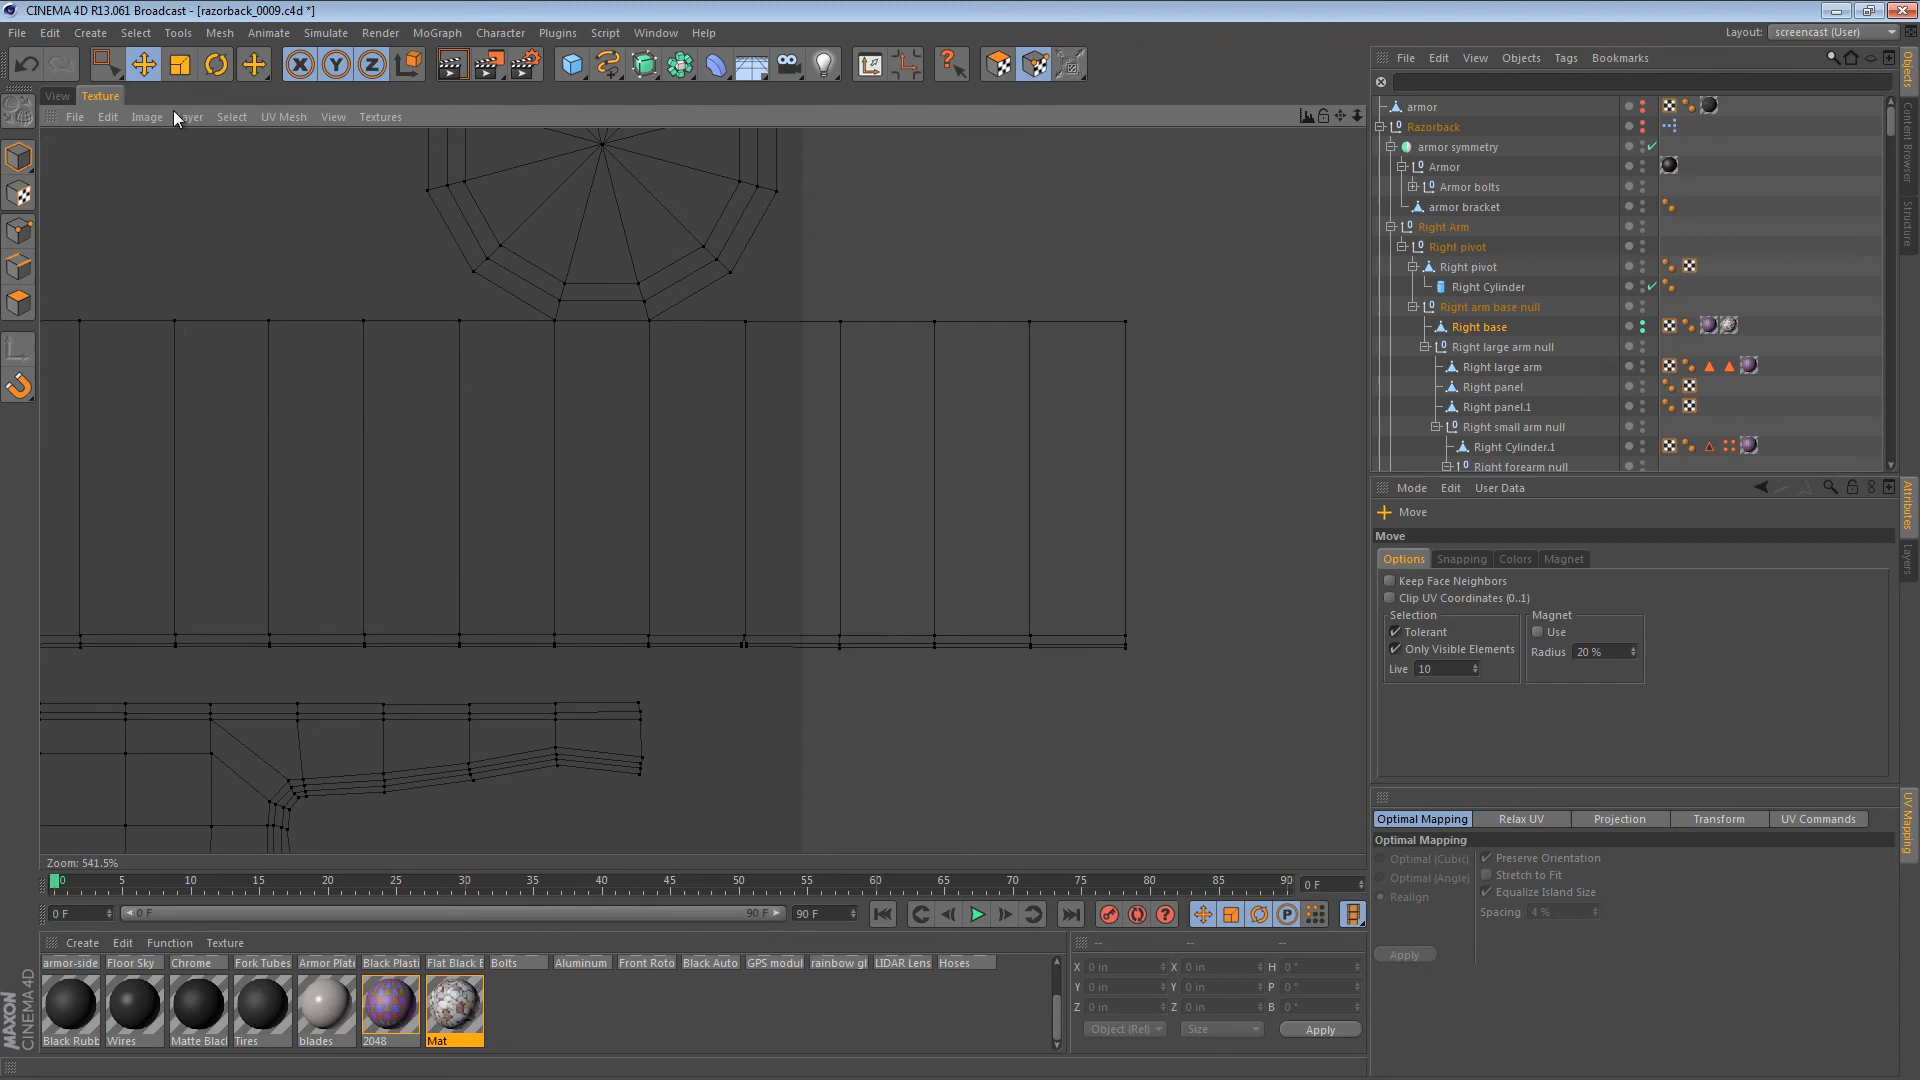 CINEMA 4D R13.061 Broadcast - [razorback_0009.c4d *]
File Edit Create Select Tools Mesh Animate Simulate Render MoGraph Character Plugins Script Window Help
Layout: screencast (User)
View Texture
File Edit Image Select UV Mesh View Textures
File Edit View Objects Tags Bookmarks
armor
Razorback
armor symmetry
Armor
Armor bolts
armor bracket
Right Arm
Right pivot
Right pivot
Right Cylinder
Right arm base null
Right base
Right large arm null
Right large arm
Right panel
Right panel.1
Right small arm null
Right Cylinder.1
Right forearm null
Objects
Content Browser
Structure
Mode Edit User Data
Move
Move
Options Snapping Colors Magnet
Keep Face Neighbors
Clip UV Coordinates (0..1)
Selection Magnet
Tolerant Use
Only Visible Elements Radius 20 %
Live 10
Attributes
Layers
Optimal Mapping Relax UV Projection Transform UV Commands
Optimal Mapping
Optimal (Cubic) Preserve Orientation
Optimal (Angle) Stretch to Fit
Realign Equalize Island Size
Spacing 4 %
Apply
UV Mapping
Zoom: 541.5%
0 5 10 15 20 25 30 35 40 45 50 55 60 65 70 75 80 85 90 0 F
0 F 0 F 90 F 90 F
Create Edit Function Texture
armor-side Floor Sky Chrome Fork Tubes Armor Plate Black Plasti Flat Black E Bolts Aluminum Front Roto Black Auto GPS modul rainbow gl LIDAR Lens Hoses
Black Rubb Wires Matte Blac Tires blades 2048 Mat
-- -- --
X 0 in X 0 in H 0 °
Y 0 in Y 0 in P 0 °
Z 0 in Z 0 in B 0 °
Object (Rel) Size Apply
MAXON
CINEMA 4D